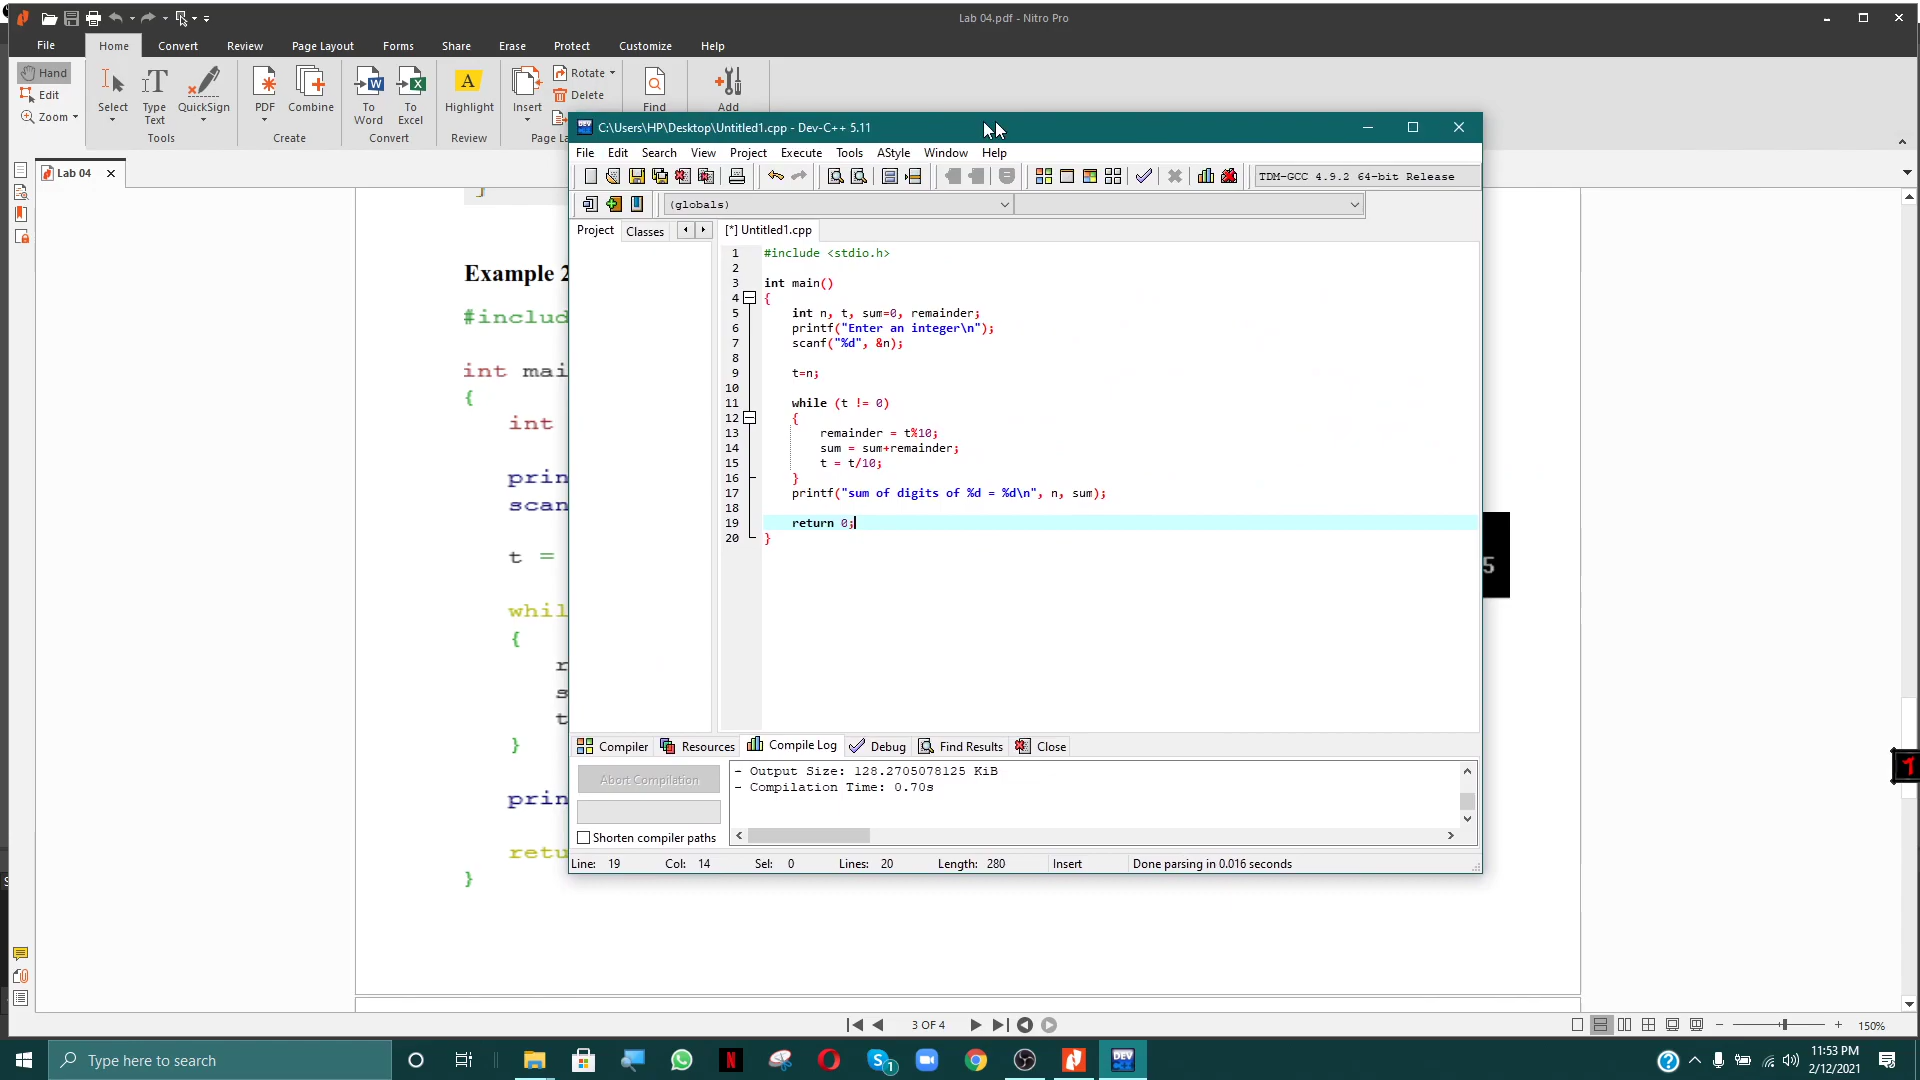 Lab 04.pdf - Nitro Pro
File Home Convert Review Page Layout Forms Share Erase Protect Customize Help
Hand
Edit
Zoom
Select
Type
Text
QuickSign
PDF
Combine
To
Word
To
Excel
Highlight
Insert
Rotate
Delete
Find
Add
Tools Create Convert Review Page La
Lab 04
Example 2
#includ
int mai
{
int
prin
scan
t =
whil
{
r
s
t
}
prin
retu
}
5
C:\Users\HP\Desktop\Untitled1.cpp - Dev-C++ 5.11
File Edit Search View Project Execute Tools AStyle Window Help
TDM-GCC 4.9.2 64-bit Release
(globals)
Project Classes
[*] Untitled1.cpp
1 #include <stdio.h>
2
3 int main()
4 {
5 int n, t, sum=0, remainder;
6 printf("Enter an integer\n");
7 scanf("%d", &n);
8
9 t=n;
10
11 while (t != 0)
12 {
13 remainder = t%10;
14 sum = sum+remainder;
15 t = t/10;
16 }
17 printf("sum of digits of %d = %d\n", n, sum);
18
19 return 0;
20 }
Compiler Resources Compile Log Debug Find Results Close
Abort Compilation
Shorten compiler paths
- Output Size: 128.2705078125 KiB
- Compilation Time: 0.70s
Line: 19 Col: 14 Sel: 0 Lines: 20 Length: 280 Insert Done parsing in 0.016 seconds
3 OF 4
150%
Type here to search
11:53 PM
2/12/2021